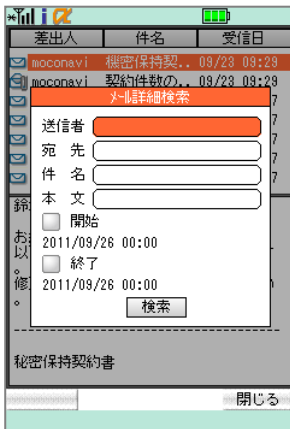 差出人 件名 受信日
moconavi 機密保持契.. 09/23 09:29
moconavi 契約件数の.. 09/23 09:29
メール詳細検索
送信者
宛 先
件 名
本 文
開始
2011/09/26 00:00
終了
2011/09/26 00:00
検索
秘密保持契約書
閉じる